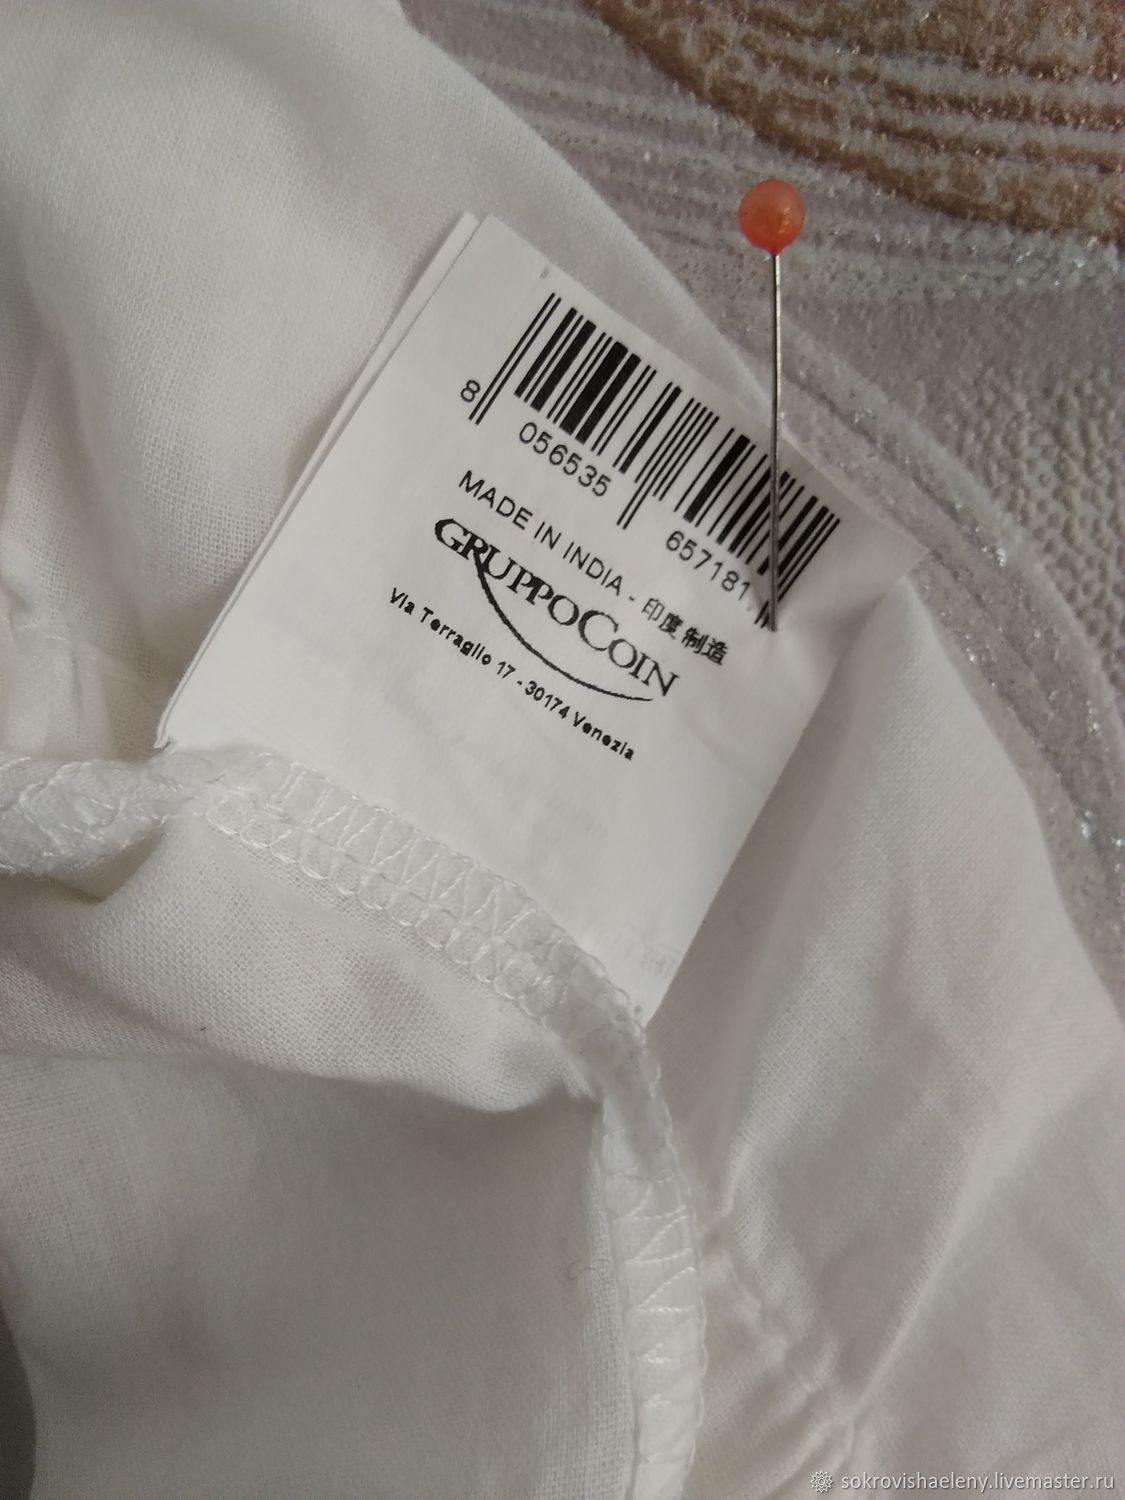 8 056535 657181
MADE IN INDIA - 印度制造
GRUPPOCOIN
Via Terraglio 17 - 30174 Venezia
sokrovishaeleny.livemaster.ru